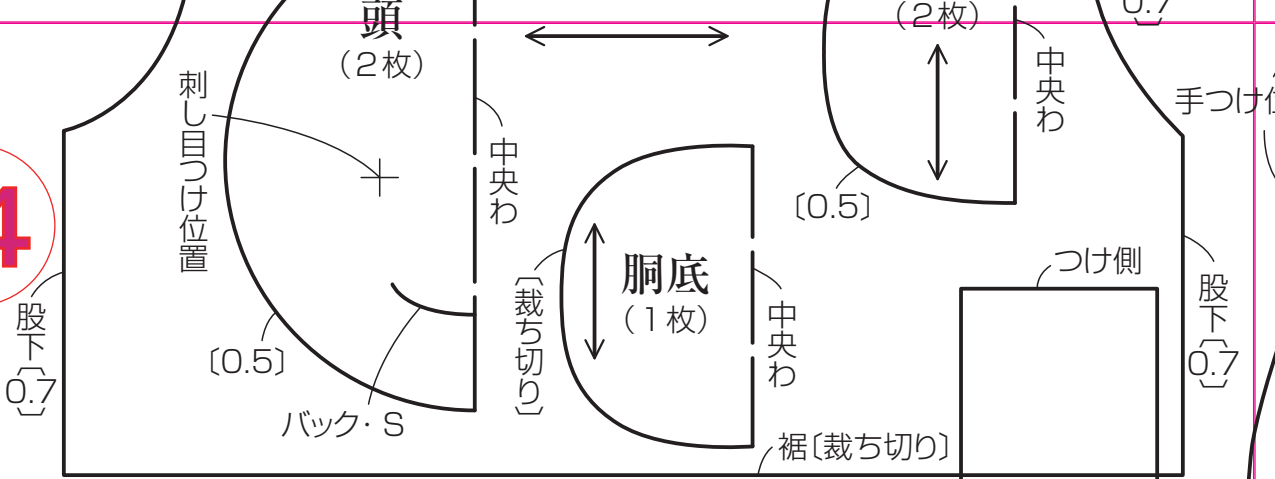 頭
（2枚）
刺し目つけ位置
中央わ
〔0.5〕
バック・S
4
股下〔0.7〕
〔裁ち切り〕
胴底
（1枚）
中央わ
（2枚）
中央わ
〔0.5〕
0.7
手つけ位
つけ側
股下〔0.7〕
裾〔裁ち切り〕